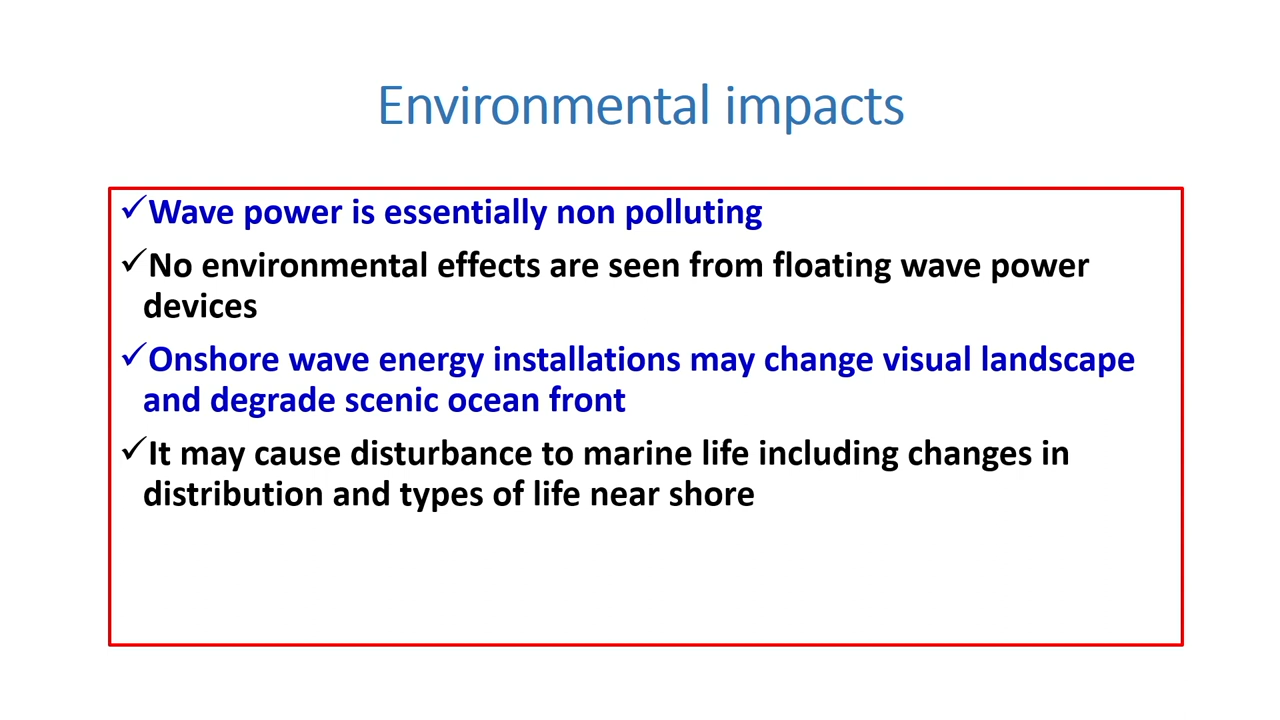 Environmental impacts
✓Wave power is essentially non polluting
✓No environmental effects are seen from floating wave power
devices
✓Onshore wave energy installations may change visual landscape
and degrade scenic ocean front
✓It may cause disturbance to marine life including changes in
distribution and types of life near shore